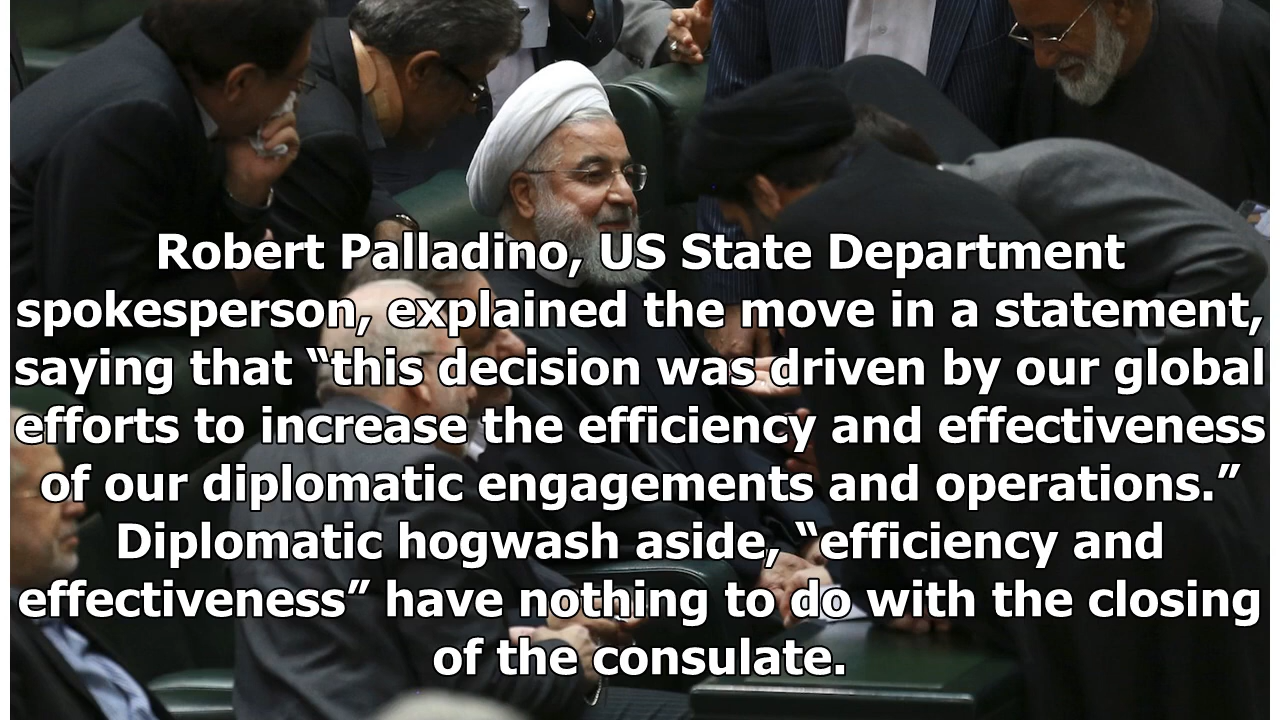 Robert Palladino, US State Department
spokesperson, explained the move in a statement,
saying that “this decision was driven by our global
efforts to increase the efficiency and effectiveness
of our diplomatic engagements and operations.”
Diplomatic hogwash aside, “efficiency and
effectiveness” have nothing to do with the closing
of the consulate.